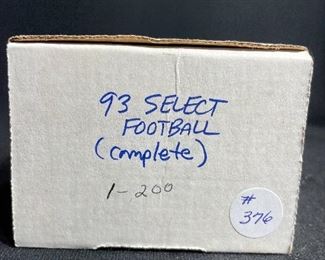 93 SELECT
FOOTBALL
(complete)
1-200
#
376